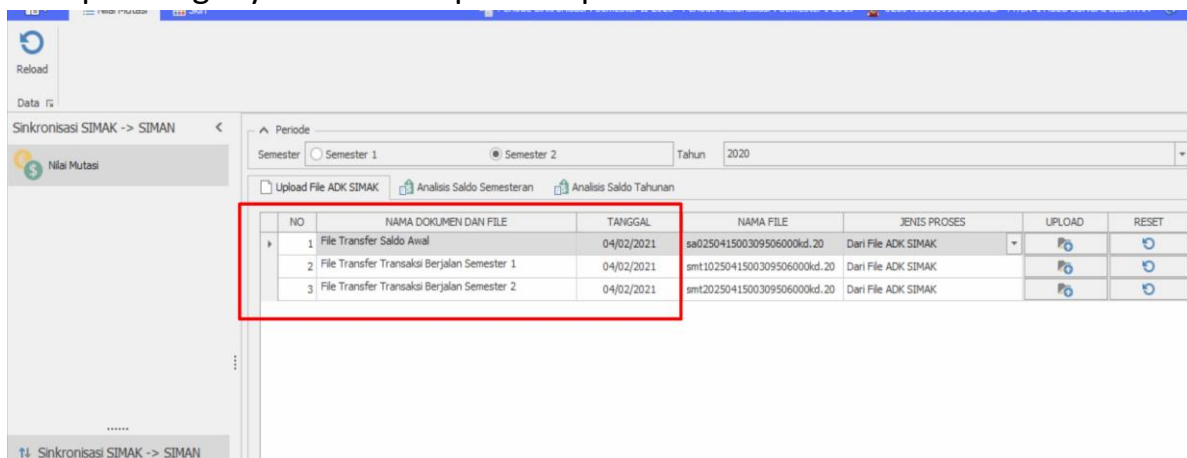 Nilai Mutasi
Reload
Data
Sinkronisasi SIMAK -> SIMAN <
Nilai Mutasi
Periode
Semester Semester 1 Semester 2 Tahun 2020
Upload File ADK SIMAK Analisis Saldo Semesteran Analisis Saldo Tahunan
NO NAMA DOKUMEN DAN FILE TANGGAL NAMA FILE JENIS PROSES UPLOAD RESET
1 File Transfer Saldo Awal 04/02/2021 sa025041500309506000kd.20 Dari File ADK SIMAK
2 File Transfer Transaksi Berjalan Semester 1 04/02/2021 smt1025041500309506000kd.20 Dari File ADK SIMAK
3 File Transfer Transaksi Berjalan Semester 2 04/02/2021 smt2025041500309506000kd.20 Dari File ADK SIMAK
Sinkronisasi SIMAK -> SIMAN